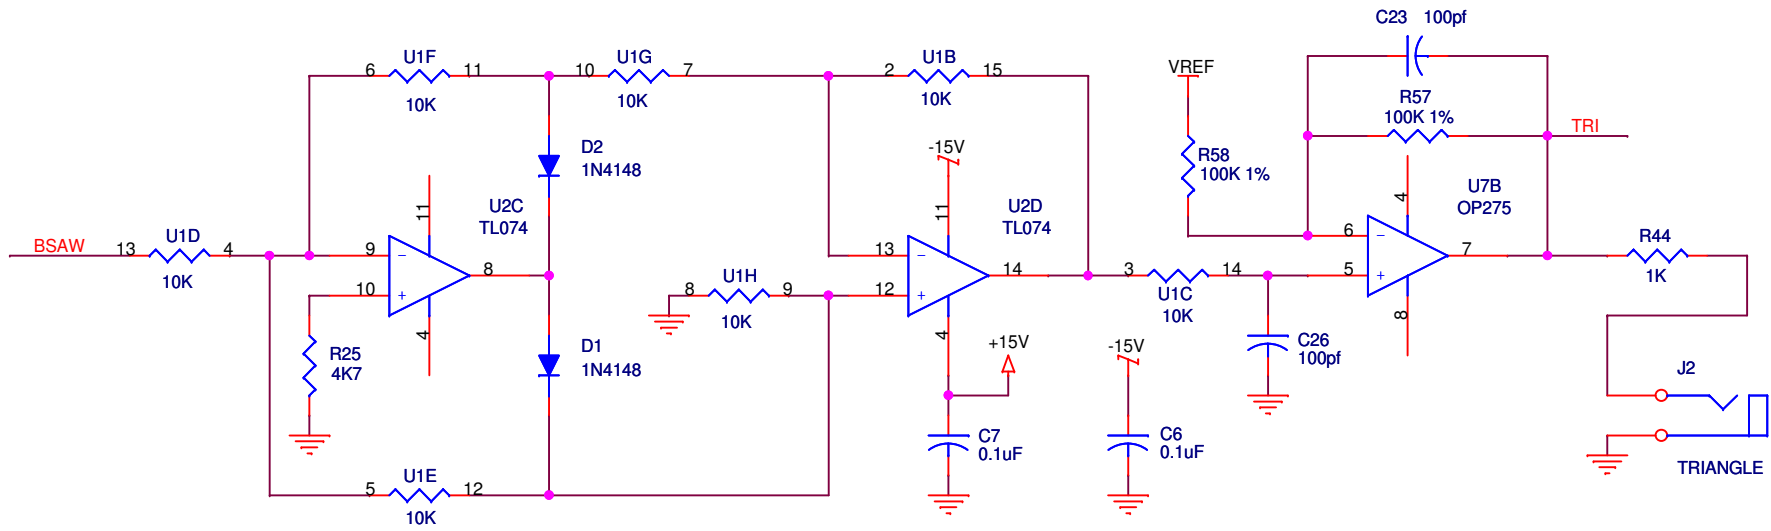 C23 100pf
U1F
6 11
10K
U1G
10 7
10K
U1B
2 15
10K
VREF
R57
100K 1%
TRI
D2
1N4148
-15V
R58
100K 1%
U2C
TL074
11
U2D
TL074
11
U7B
OP275
4
BSAW
13 U1D 4
10K
9 −
10 +
8
4
13 −
12 +
14
4
6 −
5 +
7
8
R44
1K
U1H
8 9
10K
3 14
U1C
10K
R25
4K7
D1
1N4148
+15V
-15V
C26
100pf
J2
C7
0.1uF
C6
0.1uF
TRIANGLE
U1E
5 12
10K